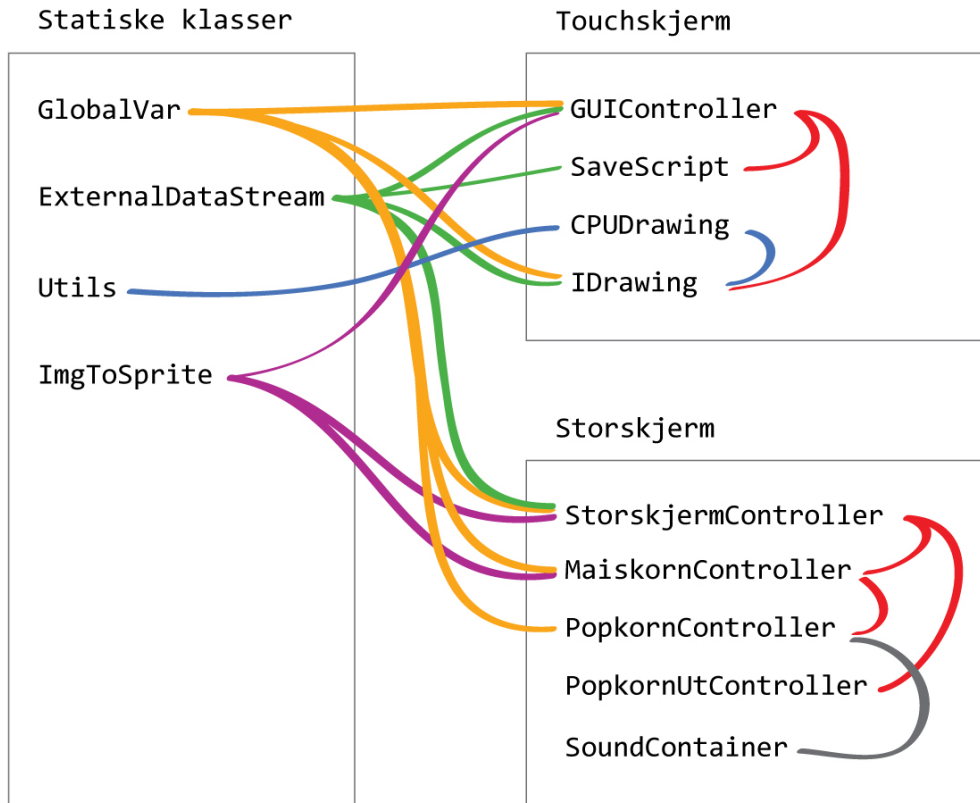 Statiske klasser
GlobalVar
ExternalDataStream
Utils
ImgToSprite
Touchskjerm
GUIController
SaveScript
CPUDrawing
IDrawing
Storskjerm
StorskjermController
MaiskornController
PopkornController
PopkornUtController
SoundContainer